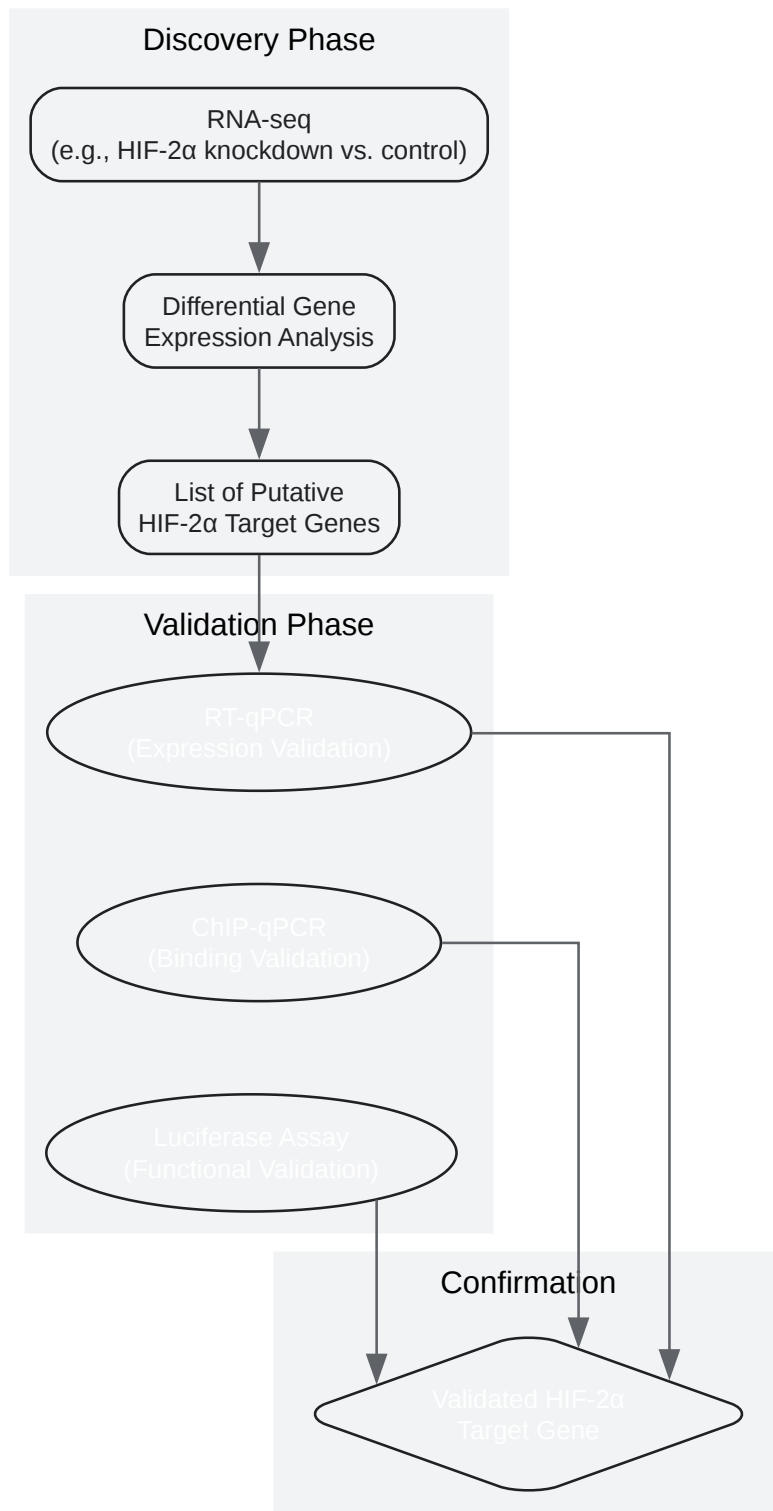 Discovery Phase
RNA-seq
(e.g., HIF-2α knockdown vs. control)
Differential Gene
Expression Analysis
List of Putative
HIF-2α Target Genes
Validation Phase
RT-qPCR
(Expression Validation)
ChIP-qPCR
(Binding Validation)
Luciferase Assay
(Functional Validation)
Confirmation
Validated HIF-2α
Target Gene